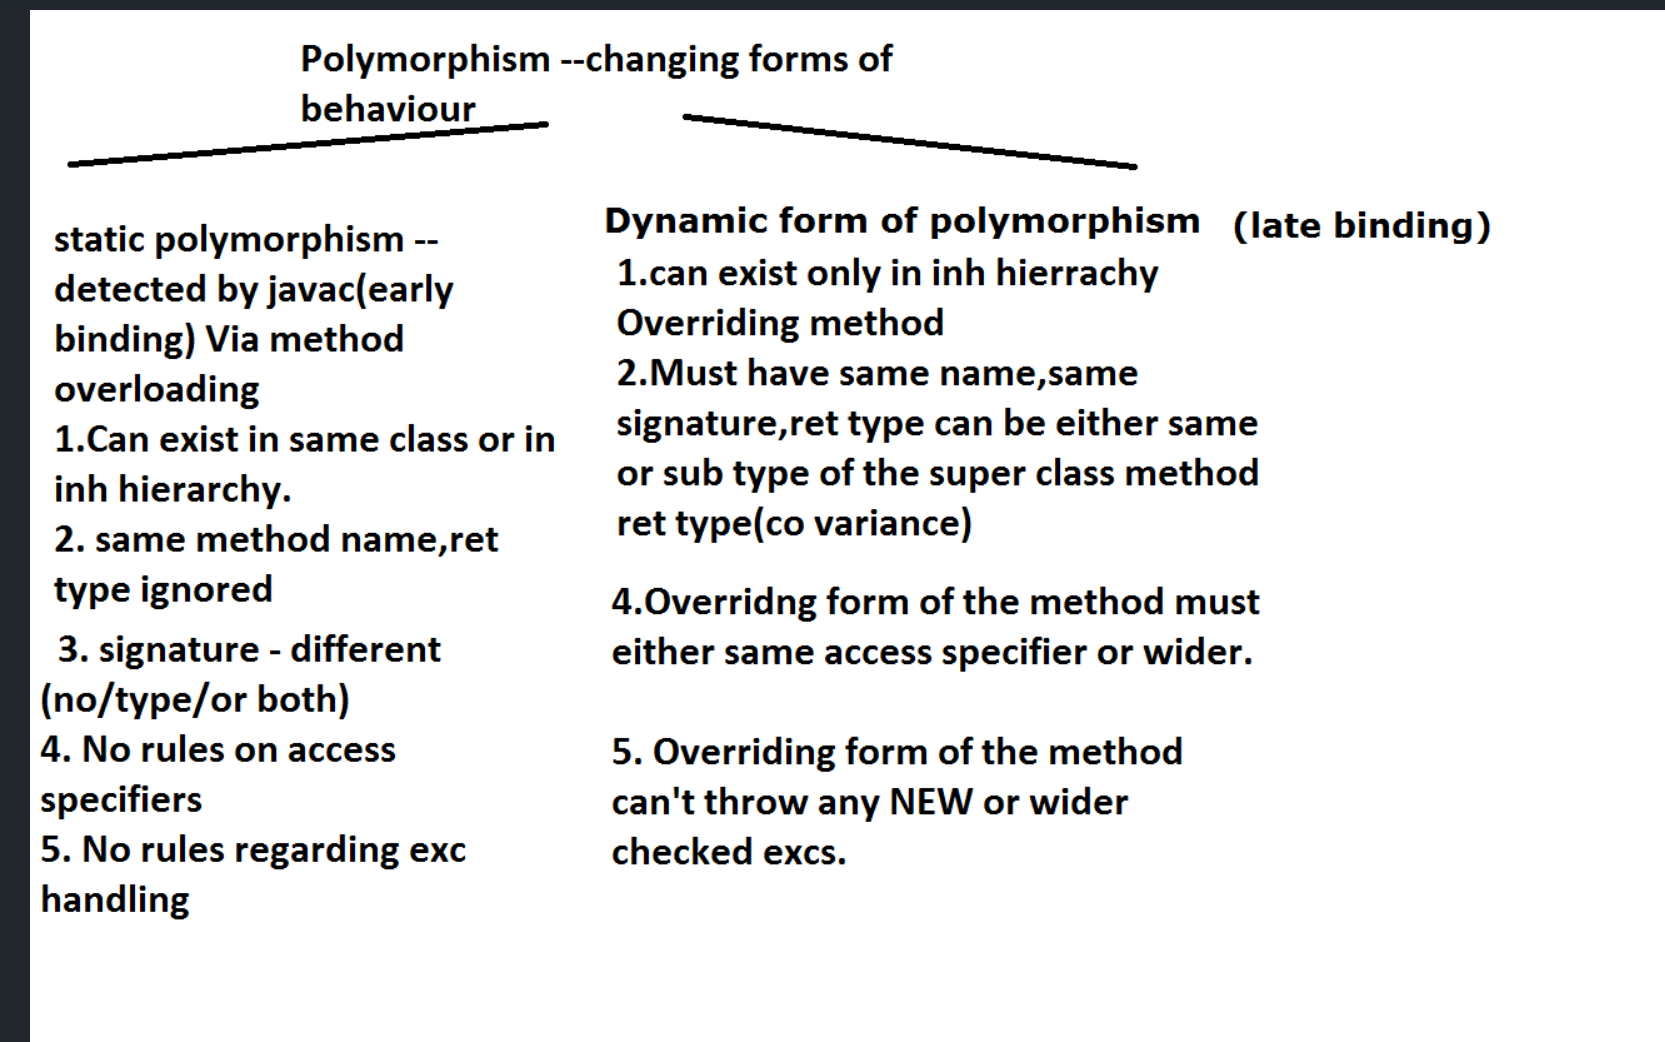 Polymorphism --changing forms of
behaviour
static polymorphism --
detected by javac(early
binding) Via method
overloading
1.Can exist in same class or in
inh hierarchy.
2. same method name,ret
type ignored
3. signature - different
(no/type/or both)
4. No rules on access
specifiers
5. No rules regarding exc
handling
Dynamic form of polymorphism (late binding)
1.can exist only in inh hierrachy
Overriding method
2.Must have same name,same
signature,ret type can be either same
or sub type of the super class method
ret type(co variance)
4.Overridng form of the method must
either same access specifier or wider.
5. Overriding form of the method
can't throw any NEW or wider
checked excs.